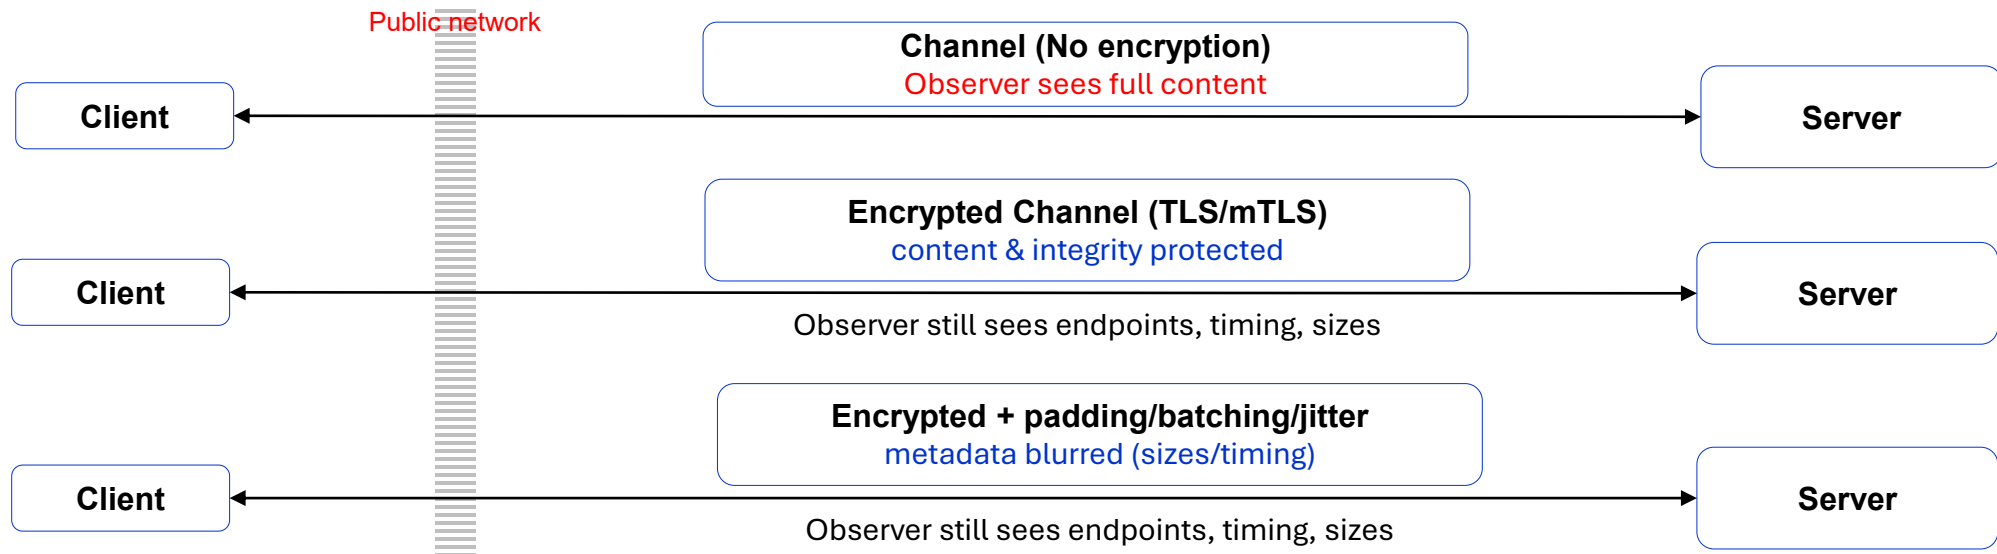 Public network
Channel (No encryption)
Observer sees full content
Client
Server
Encrypted Channel (TLS/mTLS)
content & integrity protected
Client
Server
Observer still sees endpoints, timing, sizes
Encrypted + padding/batching/jitter
metadata blurred (sizes/timing)
Client
Server
Observer still sees endpoints, timing, sizes